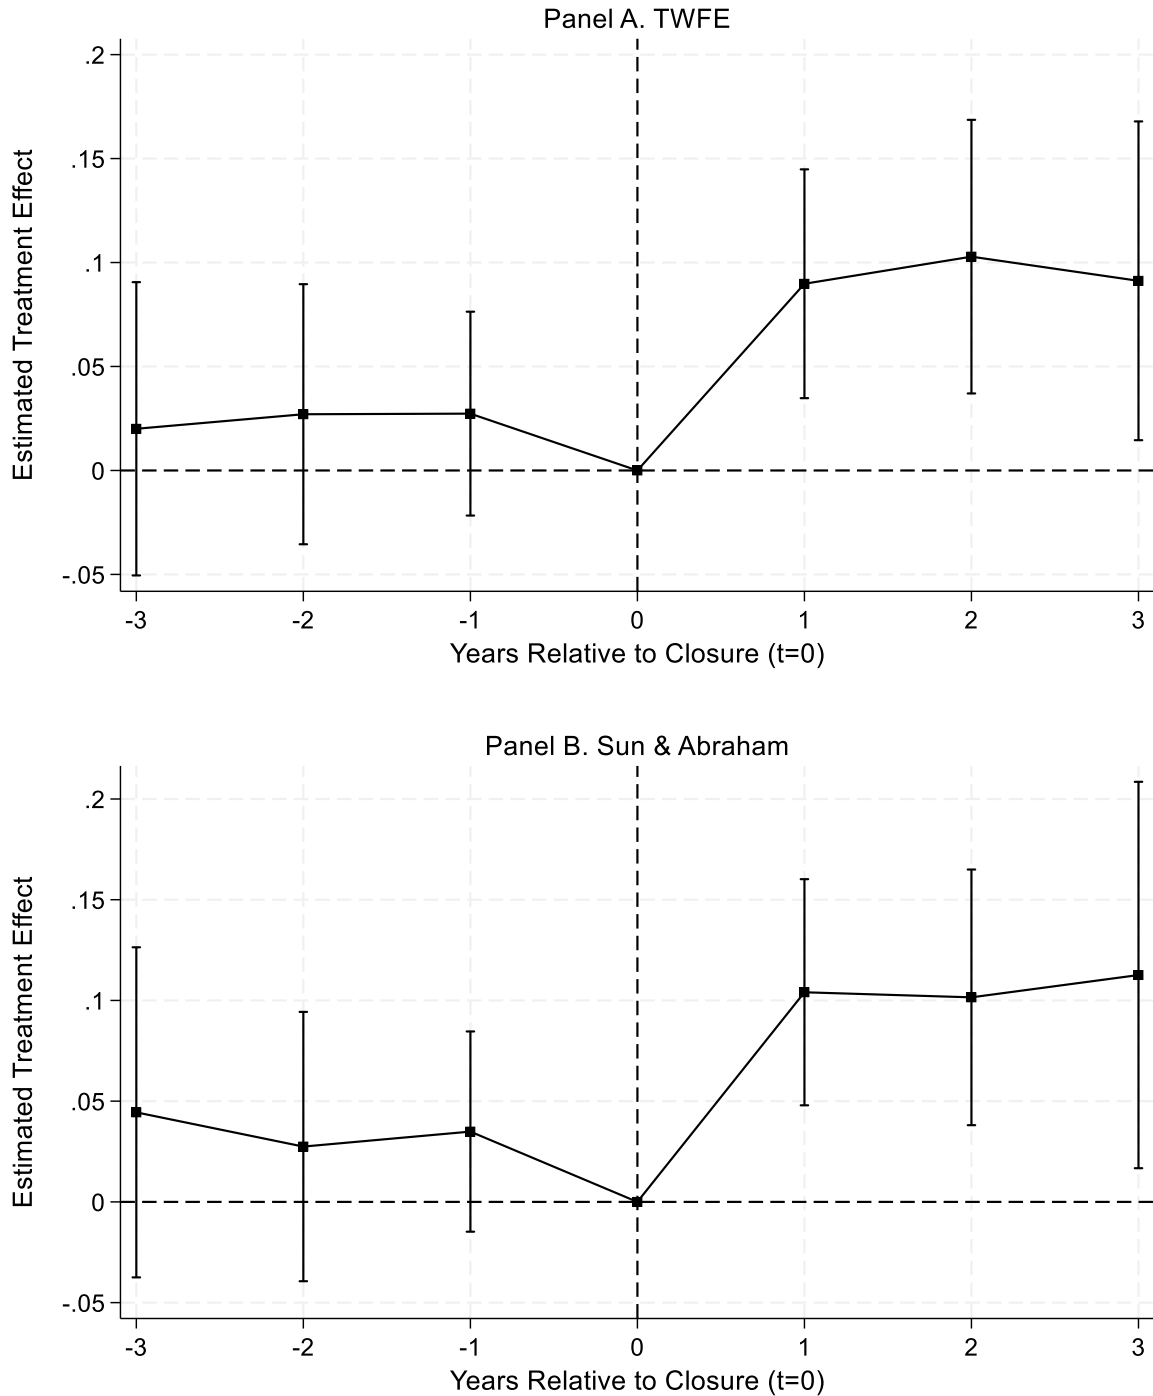 Panel A. TWFE
Estimated Treatment Effect
.2
.15
.1
.05
0
-.05
-3 -2 -1 0 1 2 3
Years Relative to Closure (t=0)
Panel B. Sun & Abraham
Estimated Treatment Effect
.2
.15
.1
.05
0
-.05
-3 -2 -1 0 1 2 3
Years Relative to Closure (t=0)